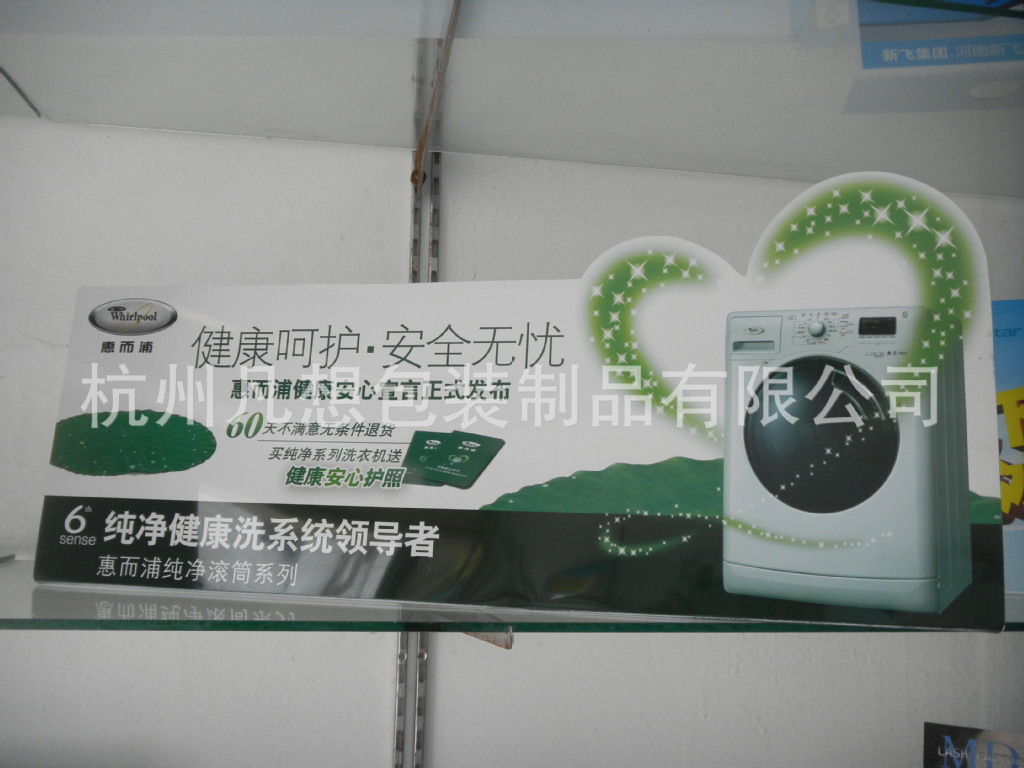 新飞集团.河南新飞
Whirlpool
惠而浦
健康呵护·安全无忧
惠而浦健康安心宣言正式发布
杭州凡想包装制品有限公司
60天不满意无条件退货
买纯净系列洗衣机送
健康安心护照
6th sense
纯净健康洗系统领导者
惠而浦纯净滚筒系列
star
LASH
MD